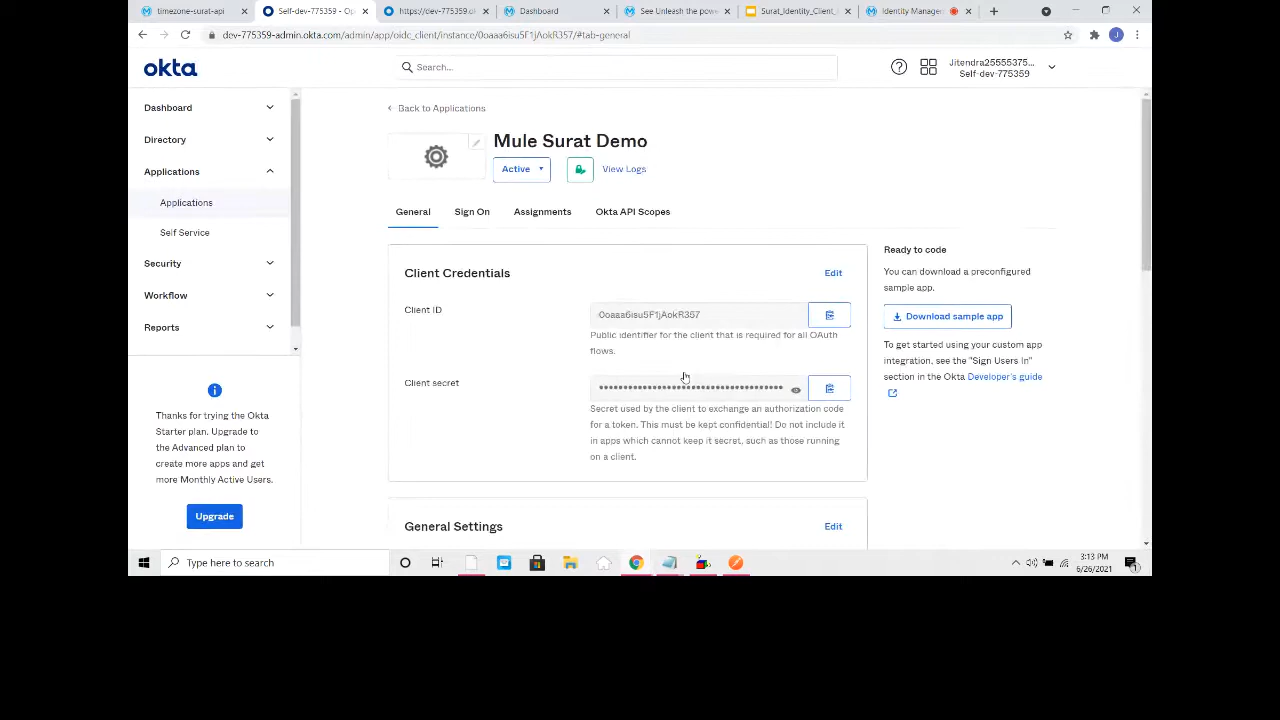 timezone-surat-api
Self-dev-775359 - Op
https://dev-775359.o
Dashboard
See Unleash the powe
Surat_Identity_Client_
Identity Manage
dev-775359-admin.okta.com/admin/app/oidc_client/instance/0oaaa6isu5F1jAokR357/#tab-general
J
okta
Search...
Jitendra25555375...
Self-dev-775359
Dashboard
Directory
Applications
Applications
Self Service
Security
Workflow
Reports
Thanks for trying the Okta
Starter plan. Upgrade to
the Advanced plan to
create more apps and get
more Monthly Active Users.
Upgrade
Back to Applications
Mule Surat Demo
Active
View Logs
General
Sign On
Assignments
Okta API Scopes
Client Credentials
Edit
Client ID
0oaaa6isu5F1jAokR357
Public identifier for the client that is required for all OAuth
flows.
Client secret
Secret used by the client to exchange an authorization code
for a token. This must be kept confidential! Do not include it
in apps which cannot keep it secret, such as those running
on a client.
General Settings
Edit
Ready to code
You can download a preconfigured
sample app.
Download sample app
To get started using your custom app
integration, see the "Sign Users In"
section in the Okta Developer's guide
Type here to search
3:13 PM
6/26/2021
1